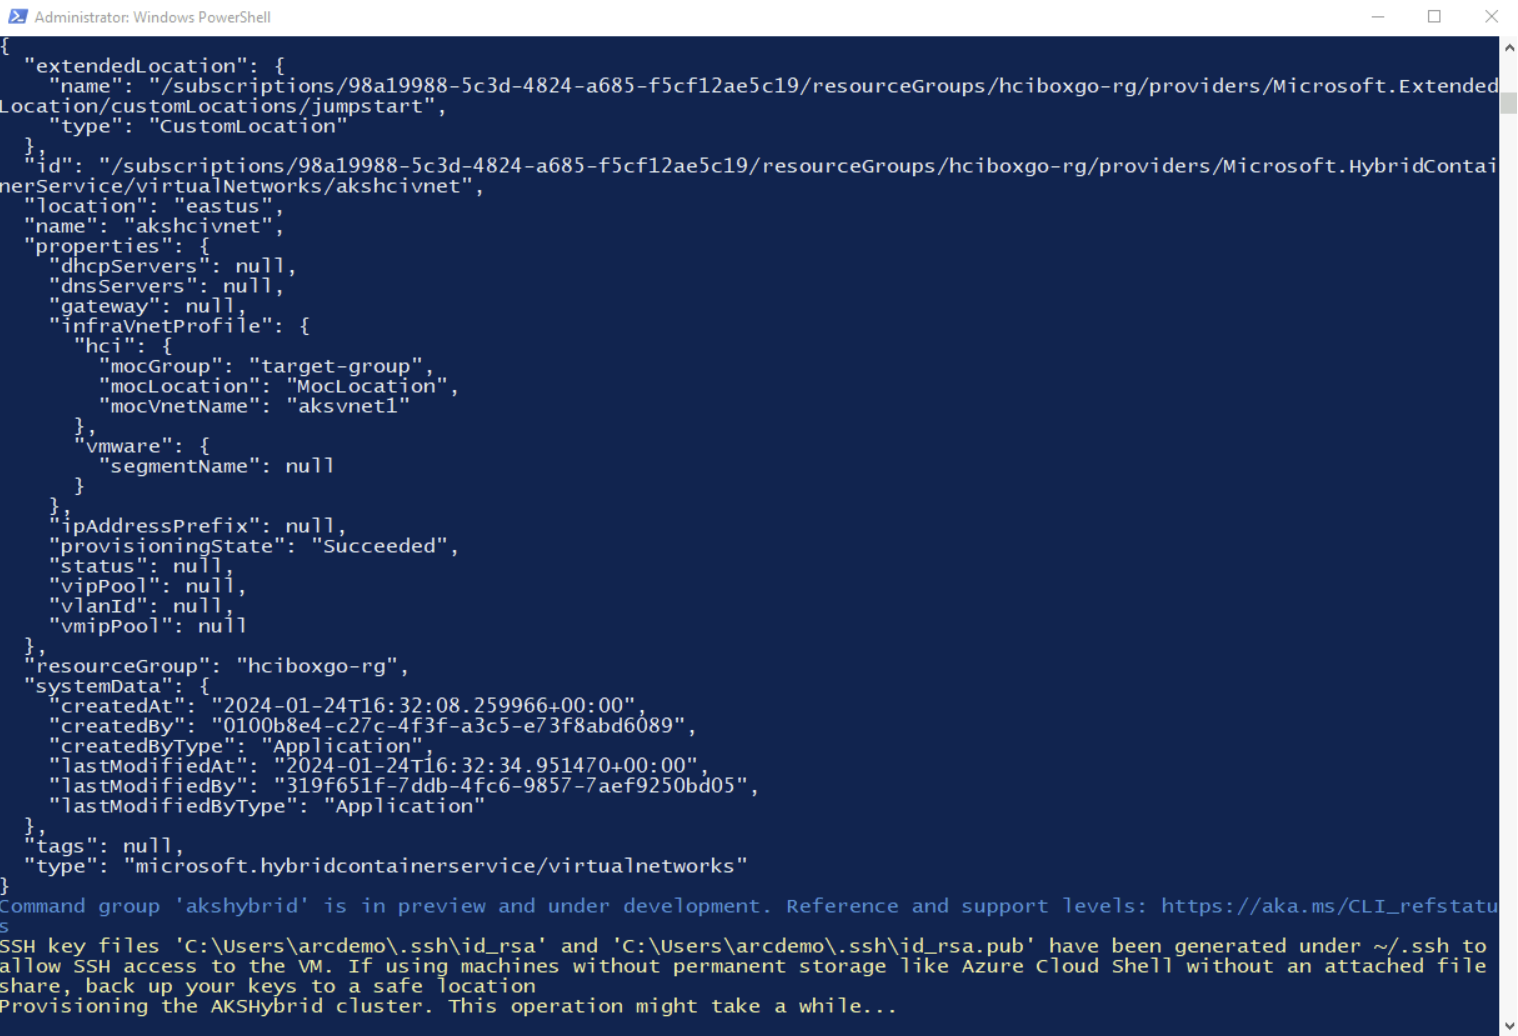 Administrator: Windows PowerShell
{
  "extendedLocation": {
    "name": "/subscriptions/98a19988-5c3d-4824-a685-f5cf12ae5c19/resourceGroups/hciboxgo-rg/providers/Microsoft.Extended
Location/customLocations/jumpstart",
    "type": "CustomLocation"
  },
  "id": "/subscriptions/98a19988-5c3d-4824-a685-f5cf12ae5c19/resourceGroups/hciboxgo-rg/providers/Microsoft.HybridContai
nerService/virtualNetworks/akshcivnet",
  "location": "eastus",
  "name": "akshcivnet",
  "properties": {
    "dhcpServers": null,
    "dnsServers": null,
    "gateway": null,
    "infraVnetProfile": {
      "hci": {
        "mocGroup": "target-group",
        "mocLocation": "MocLocation",
        "mocVnetName": "aksvnet1"
      },
      "vmware": {
        "segmentName": null
      }
    },
    "ipAddressPrefix": null,
    "provisioningState": "Succeeded",
    "status": null,
    "vipPool": null,
    "vlanId": null,
    "vmipPool": null
  },
  "resourceGroup": "hciboxgo-rg",
  "systemData": {
    "createdAt": "2024-01-24T16:32:08.259966+00:00",
    "createdBy": "0100b8e4-c27c-4f3f-a3c5-e73f8abd6089",
    "createdByType": "Application",
    "lastModifiedAt": "2024-01-24T16:32:34.951470+00:00",
    "lastModifiedBy": "319f651f-7ddb-4fc6-9857-7aef9250bd05",
    "lastModifiedByType": "Application"
  },
  "tags": null,
  "type": "microsoft.hybridcontainerservice/virtualnetworks"
}
Command group 'akshybrid' is in preview and under development. Reference and support levels: https://aka.ms/CLI_refstatu
s
SSH key files 'C:\Users\arcdemo\.ssh\id_rsa' and 'C:\Users\arcdemo\.ssh\id_rsa.pub' have been generated under ~/.ssh to
allow SSH access to the VM. If using machines without permanent storage like Azure Cloud Shell without an attached file
share, back up your keys to a safe location
Provisioning the AKSHybrid cluster. This operation might take a while...